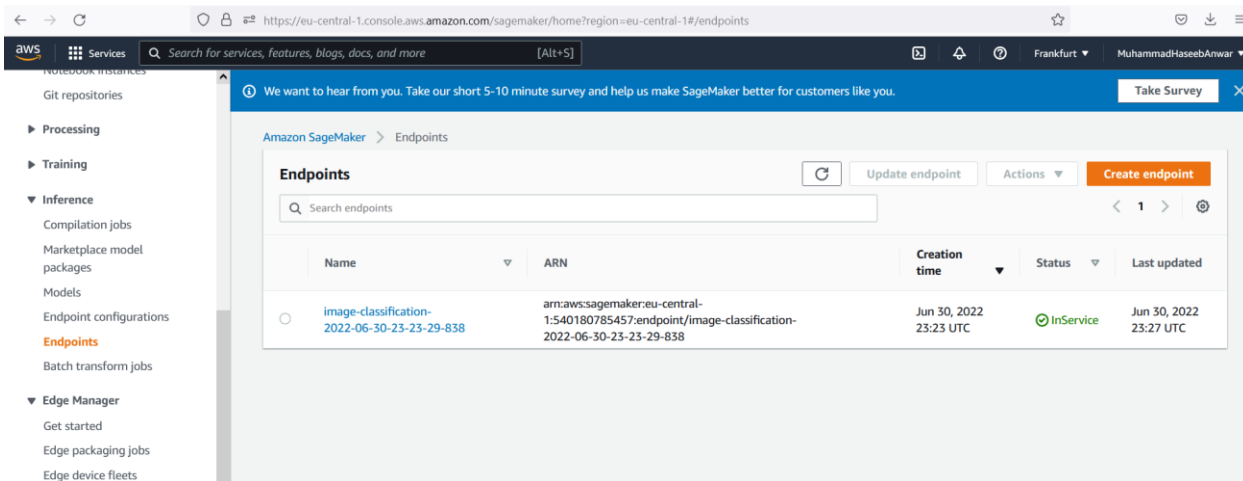 https://eu-central-1.console.aws.amazon.com/sagemaker/home?region=eu-central-1#/endpoints
aws Services Search for services, features, blogs, docs, and more [Alt+S] Frankfurt MuhammadHaseebAnwar
Notebook instances
Git repositories
Processing
Training
Inference
Compilation jobs
Marketplace model
packages
Models
Endpoint configurations
Endpoints
Batch transform jobs
Edge Manager
Get started
Edge packaging jobs
Edge device fleets
We want to hear from you. Take our short 5-10 minute survey and help us make SageMaker better for customers like you. Take Survey
Amazon SageMaker > Endpoints
Endpoints Update endpoint Actions Create endpoint
Search endpoints
1
Name ARN Creation time Status Last updated
image-classification-
2022-06-30-23-23-29-838
arn:aws:sagemaker:eu-central-
1:540180785457:endpoint/image-classification-
2022-06-30-23-23-29-838
Jun 30, 2022
23:23 UTC
InService
Jun 30, 2022
23:27 UTC